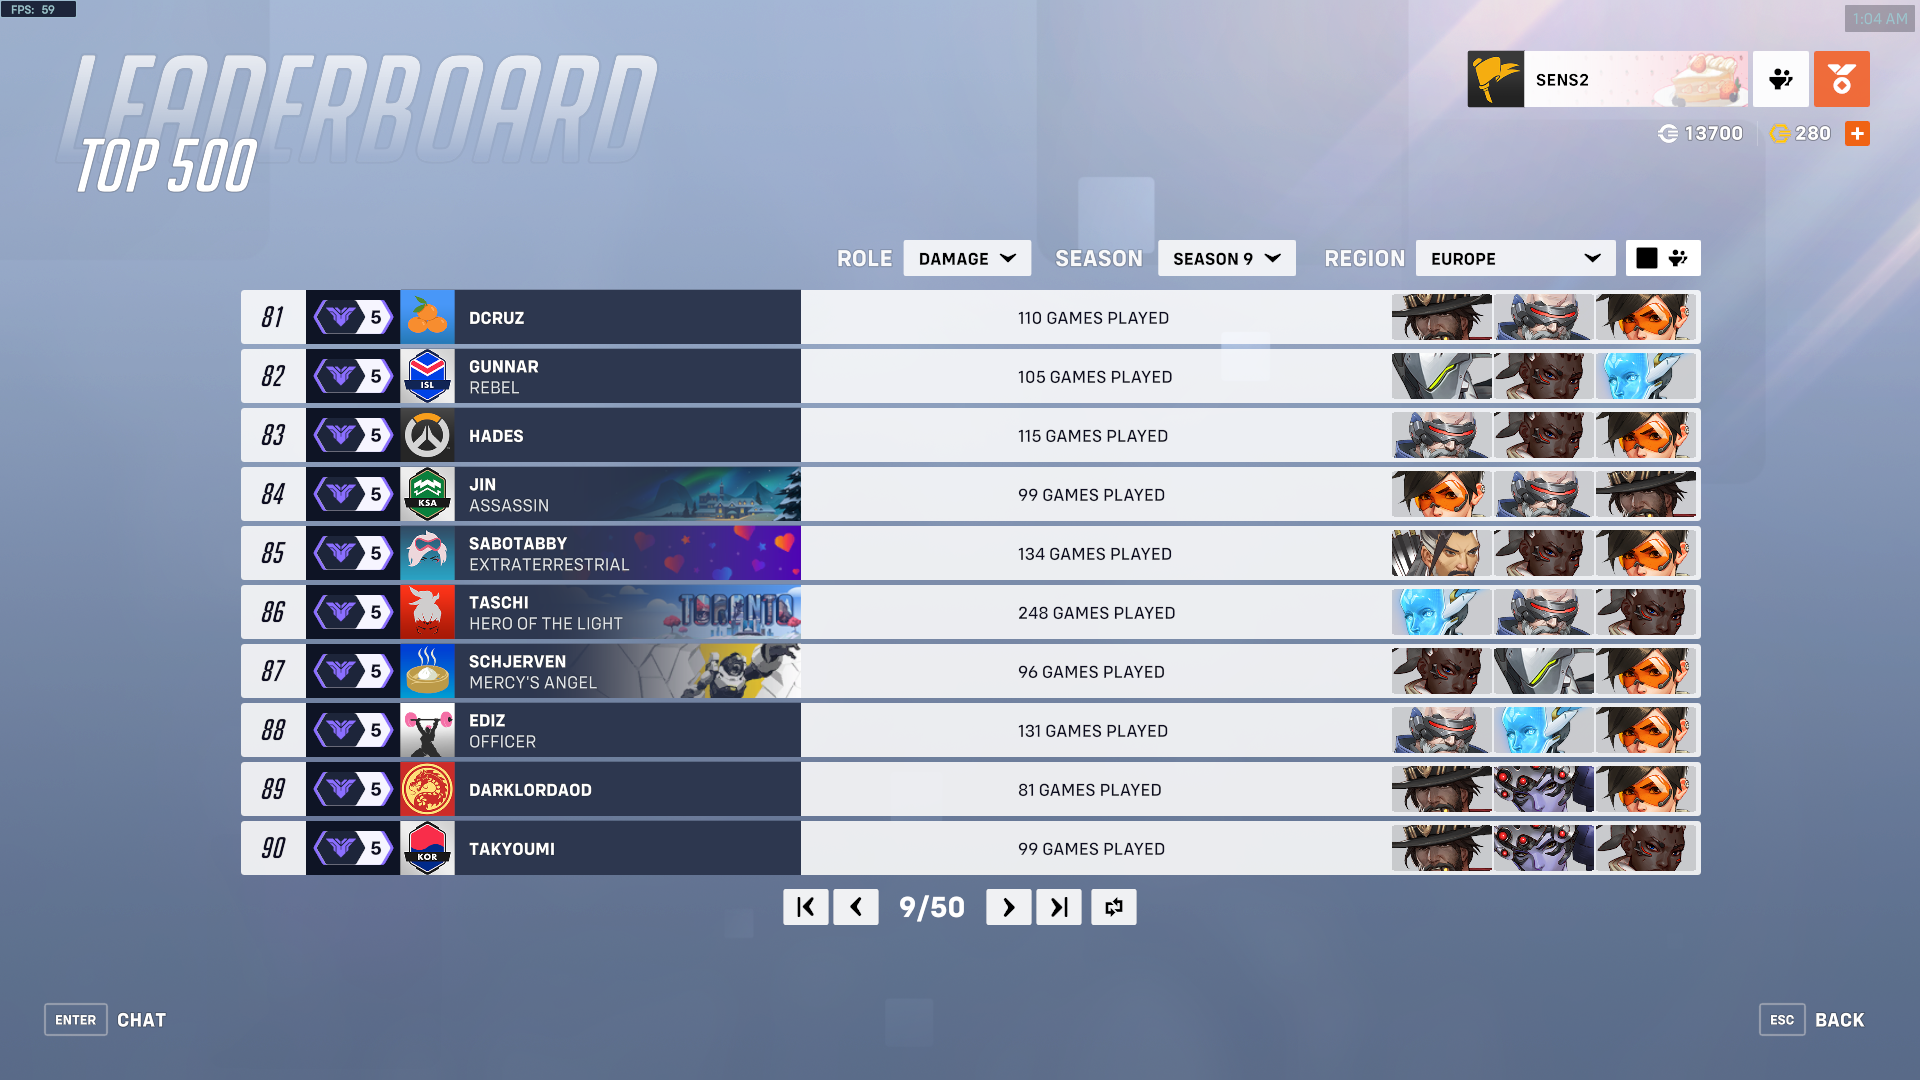 FPS: 59
1:04 AM
LEADERBOARD
TOP 500
SENS2
13700
280
ROLE DAMAGE SEASON SEASON 9 REGION EUROPE
81 5 DCRUZ 110 GAMES PLAYED
82 5 ISL GUNNAR 105 GAMES PLAYED
REBEL
83 5 HADES 115 GAMES PLAYED
84 5 KSA JIN 99 GAMES PLAYED
ASSASSIN
85 5 SABOTABBY 134 GAMES PLAYED
EXTRATERRESTRIAL
86 5 TASCHI TORONTO 248 GAMES PLAYED
HERO OF THE LIGHT
87 5 SCHJERVEN 96 GAMES PLAYED
MERCY'S ANGEL
88 5 EDIZ 131 GAMES PLAYED
OFFICER
89 5 DARKLORDAOD 81 GAMES PLAYED
90 5 KOR TAKYOUMI 99 GAMES PLAYED
9/50
ENTER CHAT
ESC BACK